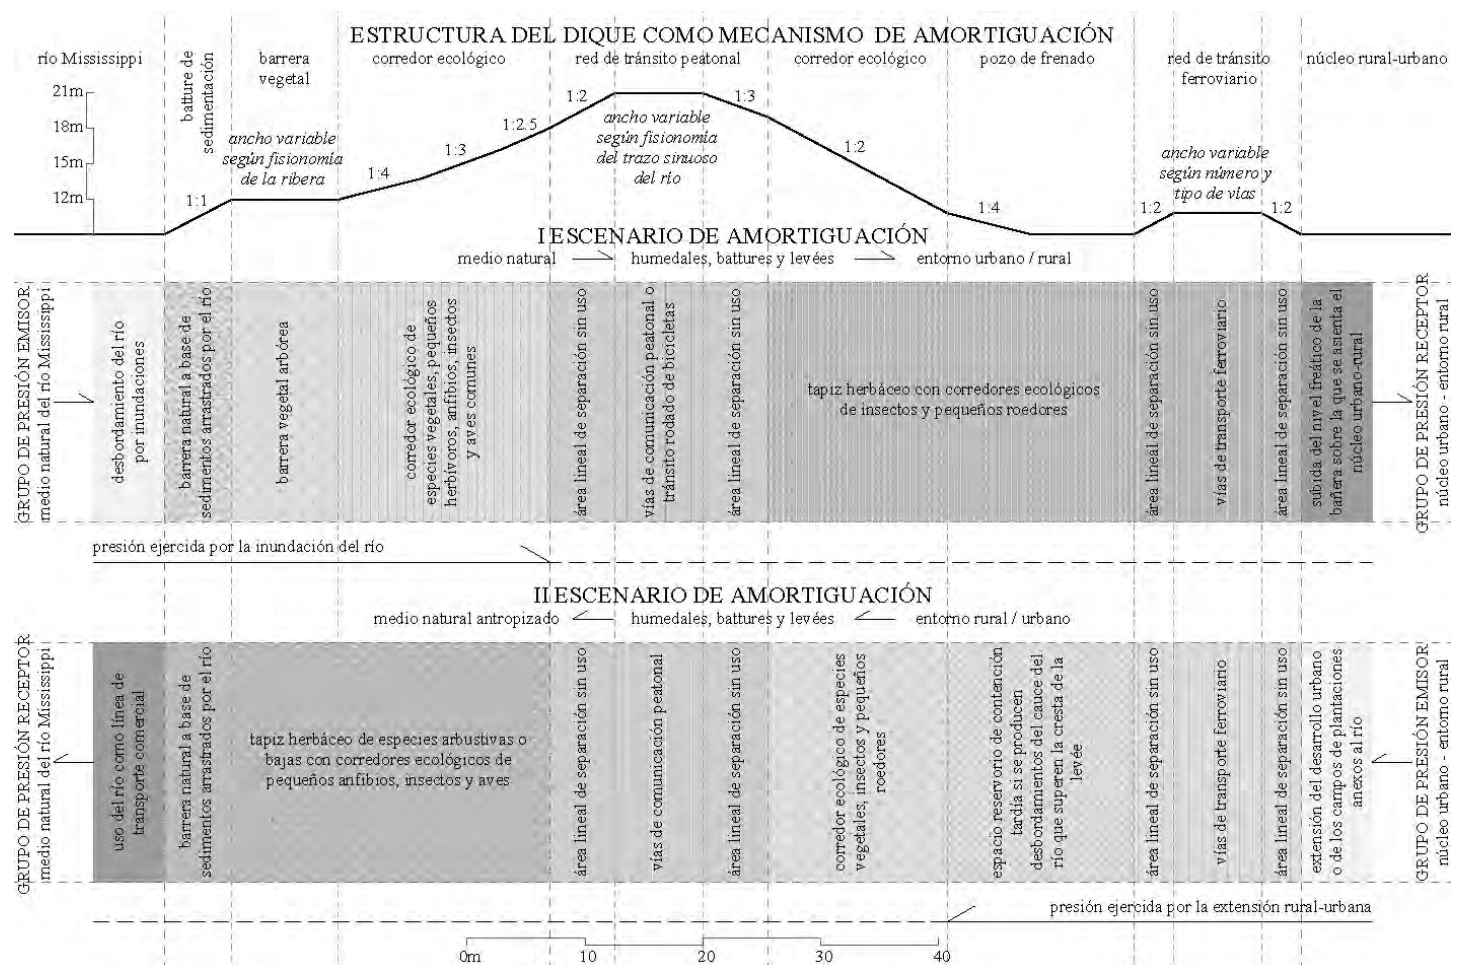 ESTRUCTURA DEL DIQUE COMO MECANISMO DE AMORTIGUACIÓN
río Mississippi
batture de
sedimentación
barrera
vegetal
corredor ecológico
red de tránsito peatonal
corredor ecológico
pozo de frenado
red de tránsito
ferroviario
núcleo rural-urbano
21m
18m
15m
12m
1:1
ancho variable
según fisionomía
de la ribera
1:4
1:3
1:2.5
1:2
ancho variable
según fisionomía
del trazo sinuoso
del río
1:3
1:2
1:4
1:2
ancho variable
según número y
tipo de vías
1:2
I ESCENARIO DE AMORTIGUACIÓN
medio natural
humedales, battures y levées
entorno urbano / rural
GRUPO DE PRESIÓN EMISOR
medio natural del río Mississippi
desbordamiento del río
por inundaciones
barrera natural a base de
sedimentos arrastrados por el río
barrera vegetal arbórea
corredor ecológico de
especies vegetales, pequeños
herbívoros, anfibios, insectos
y aves comunes
área lineal de separación sin uso
vías de comunicación peatonal o
tránsito rodado de bicicletas
área lineal de separación sin uso
tapiz herbáceo con corredores ecológicos
de insectos y pequeños roedores
área lineal de separación sin uso
vías de transporte ferroviario
área lineal de separación sin uso
subida del nivel freático de la
bañera sobre la que se asienta el
núcleo urbano-rural
GRUPO DE PRESIÓN RECEPTOR
núcleo urbano - entorno rural
presión ejercida por la inundación del río
II ESCENARIO DE AMORTIGUACIÓN
medio natural antropizado
humedales, battures y levées
entorno rural / urbano
GRUPO DE PRESIÓN RECEPTOR
medio natural del río Mississippi
uso del río como línea de
transporte comercial
barrera natural a base de
sedimentos arrastrados por el río
tapiz herbáceo de especies arbustivas o
bajas con corredores ecológicos de
pequeños anfibios, insectos y aves
área lineal de separación sin uso
vías de comunicación peatonal
área lineal de separación sin uso
corredor ecológico de especies
vegetales, insectos y pequeños
roedores
espacio reservorio de contención
tardía si se producen
desbordamientos del cauce del
río que superen la cresta de la
levée
área lineal de separación sin uso
vías de transporte ferroviario
área lineal de separación sin uso
extensión del desarrollo urbano
o de los campos de plantaciones
anexos al río
GRUPO DE PRESIÓN EMISOR
núcleo urbano - entorno rural
presión ejercida por la extensión rural-urbana
0m
10
20
30
40